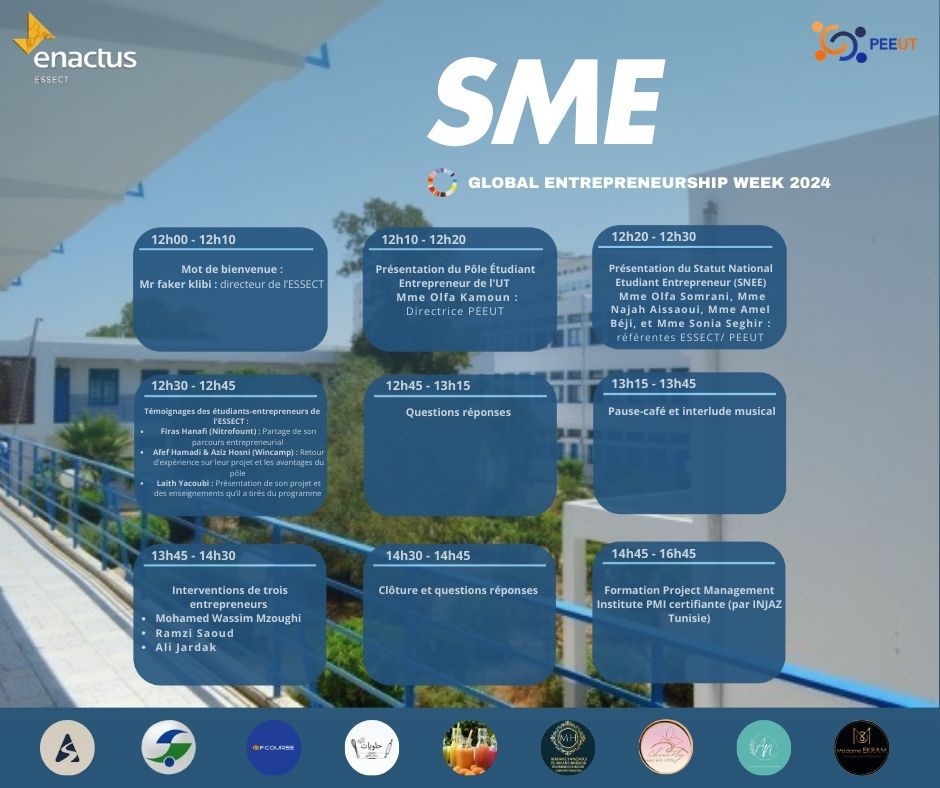 enactus
ESSECT
PEEUT
SME
GLOBAL ENTREPRENEURSHIP WEEK 2024
12h00 - 12h10
Mot de bienvenue :
Mr faker klibi : directeur de l'ESSECT
12h10 - 12h20
Présentation du Pôle Étudiant
Entrepreneur de l'UT
Mme Olfa Kamoun :
Directrice PEEUT
12h20 - 12h30
Présentation du Statut National
Etudiant Entrepreneur (SNEE)
Mme Olfa Somrani, Mme
Najah Aissaoui, Mme Amel
Béji, et Mme Sonia Seghir :
référentes ESSECT/ PEEUT
12h30 - 12h45
Témoignages des étudiants-entrepreneurs de
l'ESSECT :
• Firas Hanafi (Nitrofount) : Partage de son
parcours entrepreneurial
• Afef Hamadi & Aziz Hosni (Wincamp) : Retour
d'expérience sur leur projet et les avantages du
pôle
• Laith Yacoubi : Présentation de son projet et
des enseignements qu'il a tirés du programme
12h45 - 13h15
Questions réponses
13h15 - 13h45
Pause-café et interlude musical
13h45 - 14h30
Interventions de trois
entrepreneurs
• Mohamed Wassim Mzoughi
• Ramzi Saoud
• Ali Jardak
14h30 - 14h45
Clôture et questions réponses
14h45 - 16h45
Formation Project Management
Institute PMI certifiante (par INJAZ
Tunisie)
FCOURSE
حلويات
MH
An
Madame EKRAM